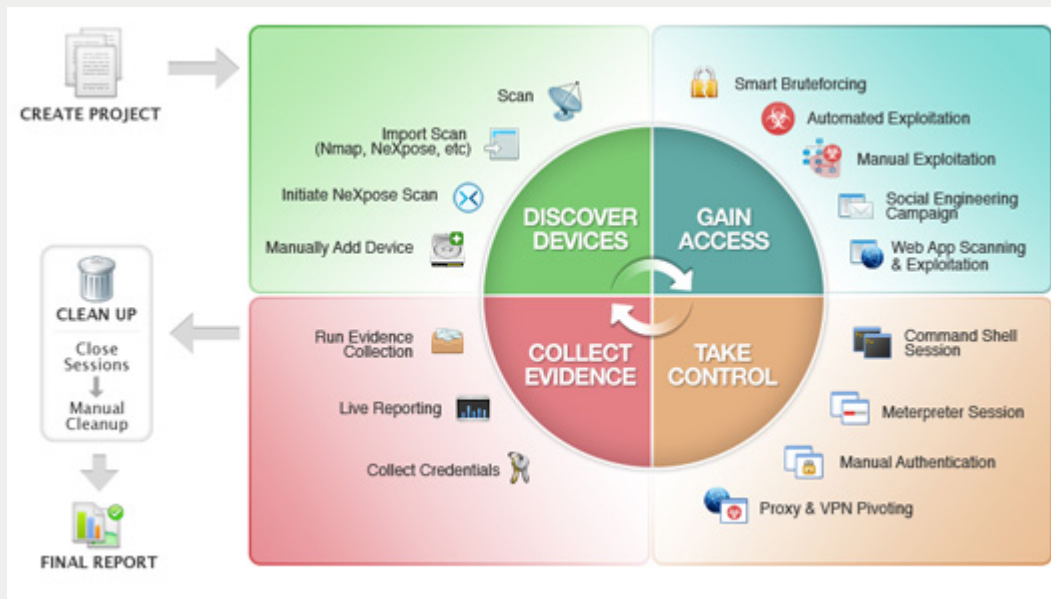 CREATE PROJECT
Scan
Import Scan
(Nmap, NeXpose, etc)
Initiate NeXpose Scan
Manually Add Device
DISCOVER
DEVICES
Smart Bruteforcing
Automated Exploitation
Manual Exploitation
Social Engineering
Campaign
Web App Scanning
& Exploitation
GAIN
ACCESS
Command Shell
Session
Meterpreter Session
Manual Authentication
Proxy & VPN Pivoting
TAKE
CONTROL
Run Evidence
Collection
Live Reporting
Collect Credentials
COLLECT
EVIDENCE
CLEAN UP
Close
Sessions
Manual
Cleanup
FINAL REPORT